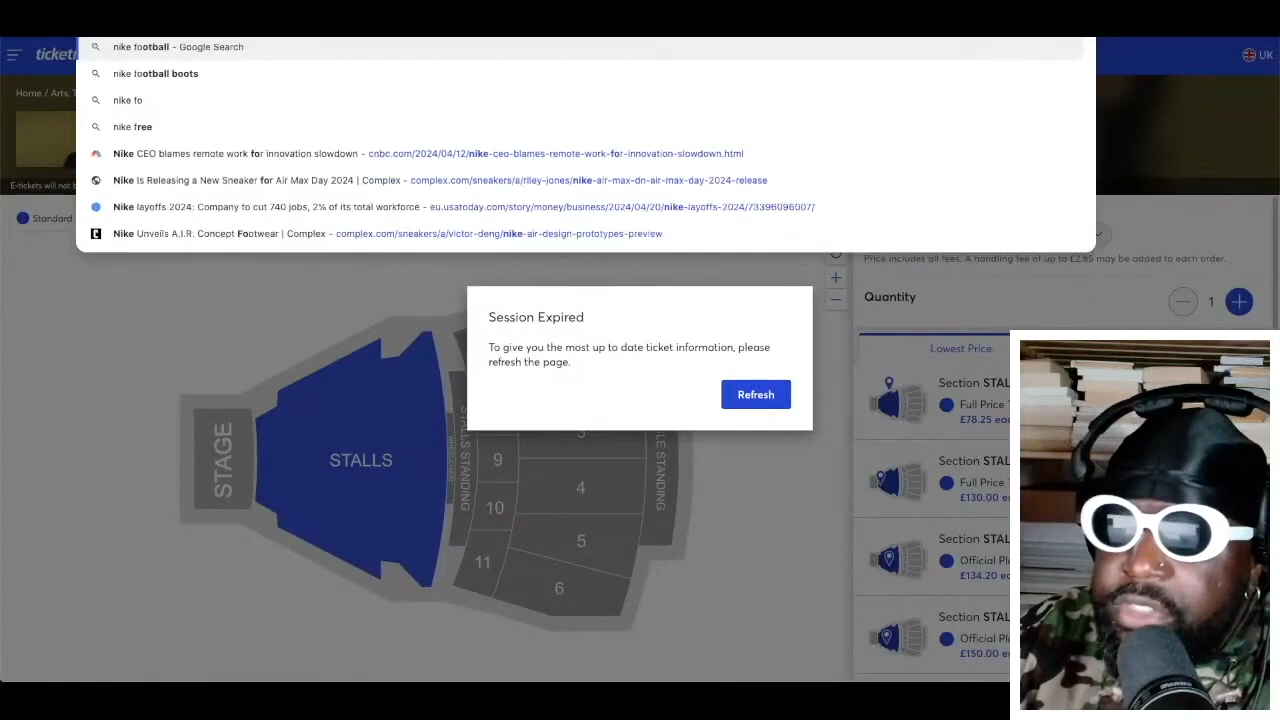 nike football - Google Search
nike football boots
nike fo
nike free
Nike CEO blames remote work for innovation slowdown - cnbc.com/2024/04/12/nike-ceo-blames-remote-work-for-innovation-slowdown.html
Nike Is Releasing a New Sneaker for Air Max Day 2024 | Complex - complex.com/sneakers/a/riley-jones/nike-air-max-dn-air-max-day-2024-release
Nike layoffs 2024: Company to cut 740 jobs, 2% of its total workforce - eu.usatoday.com/story/money/business/2024/04/20/nike-layoffs-2024/73396096007/
Nike Unveils A.I.R. Concept Footwear | Complex - complex.com/sneakers/a/victor-deng/nike-air-design-prototypes-preview
UK
Home / Arts,
E-tickets will not b
Standard
Price includes all fees. A handling fee of up to £2.85 may be added to each order.
Quantity
1
Session Expired
To give you the most up to date ticket information, please
refresh the page.
Refresh
STAGE
STALLS
STALLS STANDING
3
9
4
10
5
11
6
Lowest Price
Section STAL
Full Price
£78.25 ea
Section STAL
Full Price
£130.00 e
Section STAL
Official Pl
£134.20 e
Section STAL
Official Pl
£150.00 e